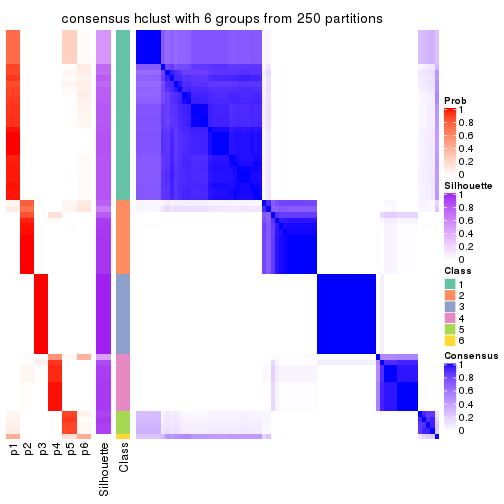 consensus hclust with 6 groups from 250 partitions
Prob
1
0.8
0.6
0.4
0.2
0
Silhouette
1
0.8
0.6
0.4
0.2
0
Class
1
2
3
4
5
6
Consensus
1
0.8
0.6
0.4
0.2
0
p1
p2
p3
p4
p5
p6
Silhouette
Class